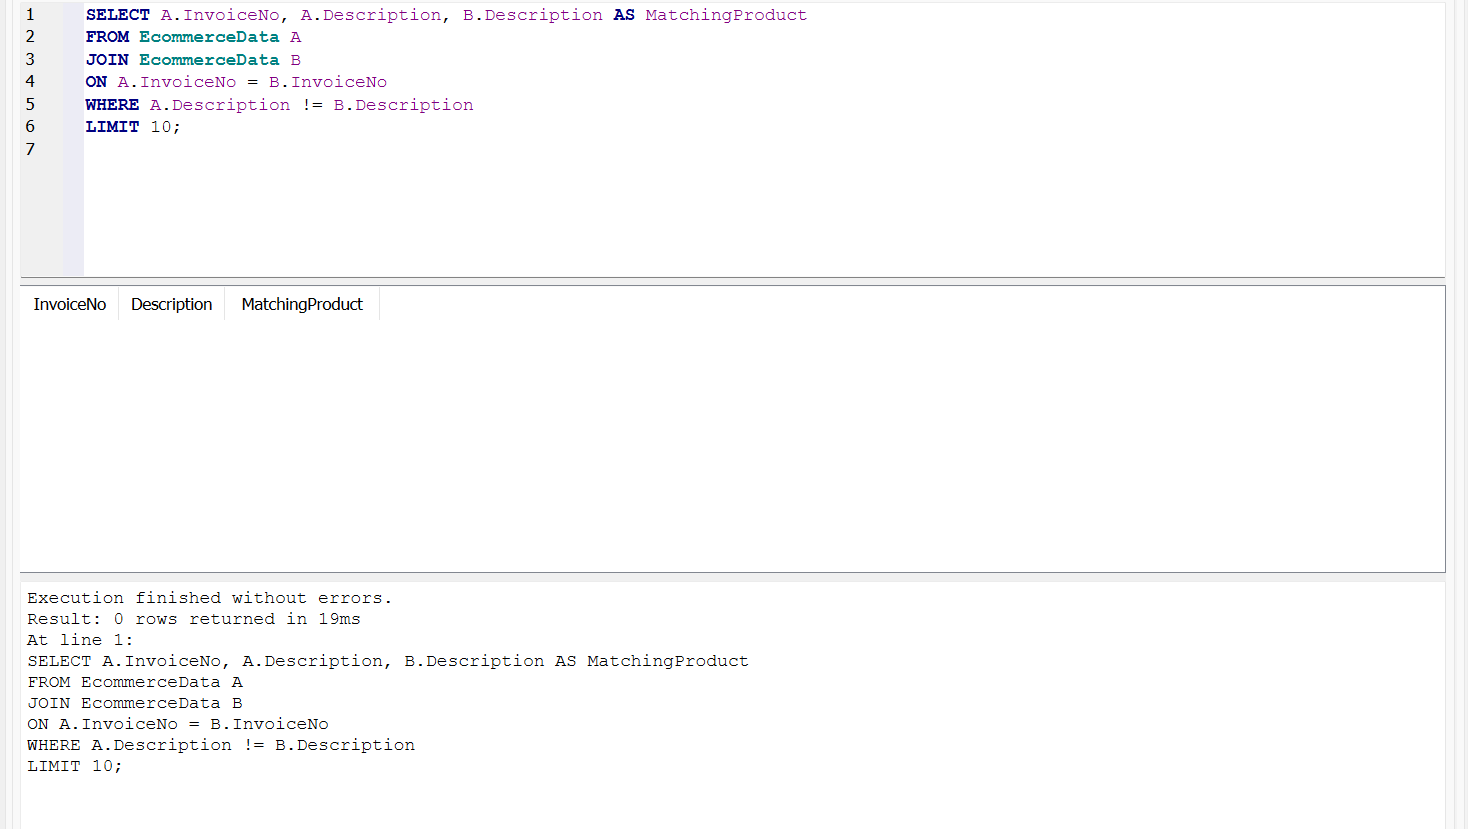 1 SELECT A.InvoiceNo, A.Description, B.Description AS MatchingProduct
2 FROM EcommerceData A
3 JOIN EcommerceData B
4 ON A.InvoiceNo = B.InvoiceNo
5 WHERE A.Description != B.Description
6 LIMIT 10;
7
InvoiceNo Description MatchingProduct
Execution finished without errors.
Result: 0 rows returned in 19ms
At line 1:
SELECT A.InvoiceNo, A.Description, B.Description AS MatchingProduct
FROM EcommerceData A
JOIN EcommerceData B
ON A.InvoiceNo = B.InvoiceNo
WHERE A.Description != B.Description
LIMIT 10;